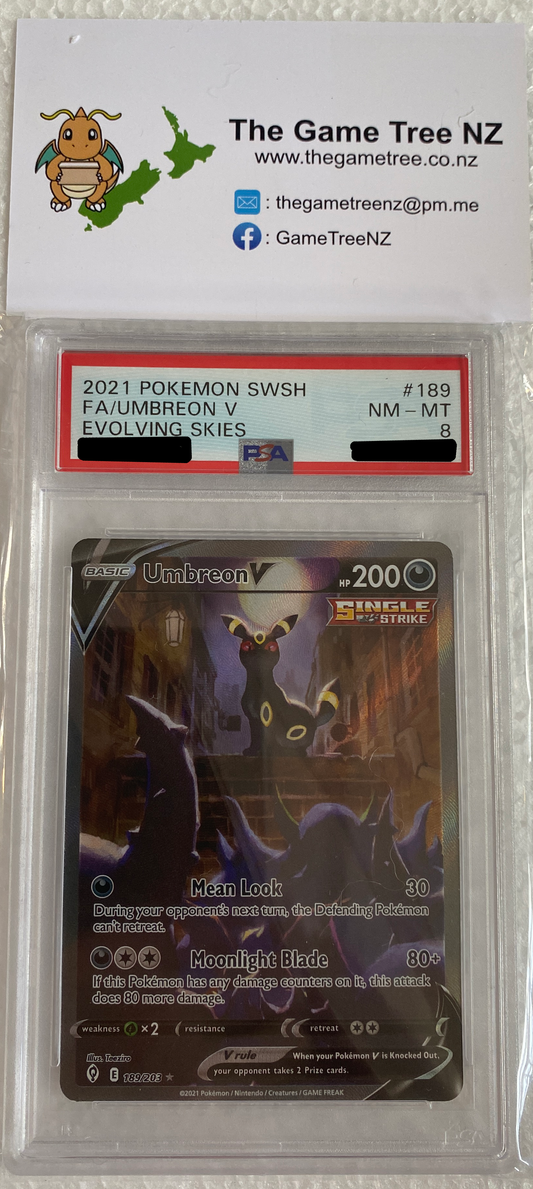 The Game Tree NZ
www.thegametree.co.nz
: thegametreenz@pm.me
: GameTreeNZ
2021 POKEMON SWSH #189
FA/UMBREON V NM - MT
EVOLVING SKIES 8
PSA
BASIC Umbreon V HP 200
SINGLE STRIKE
Mean Look 30
During your opponent's next turn, the Defending Pokémon
can't retreat.
Moonlight Blade 80+
If this Pokémon has any damage counters on it, this attack
does 80 more damage.
weakness ×2 resistance retreat
Illus. Teeziro
V rule When your Pokémon V is Knocked Out,
your opponent takes 2 Prize cards.
E 189/203 ★
©2021 Pokémon / Nintendo / Creatures / GAME FREAK